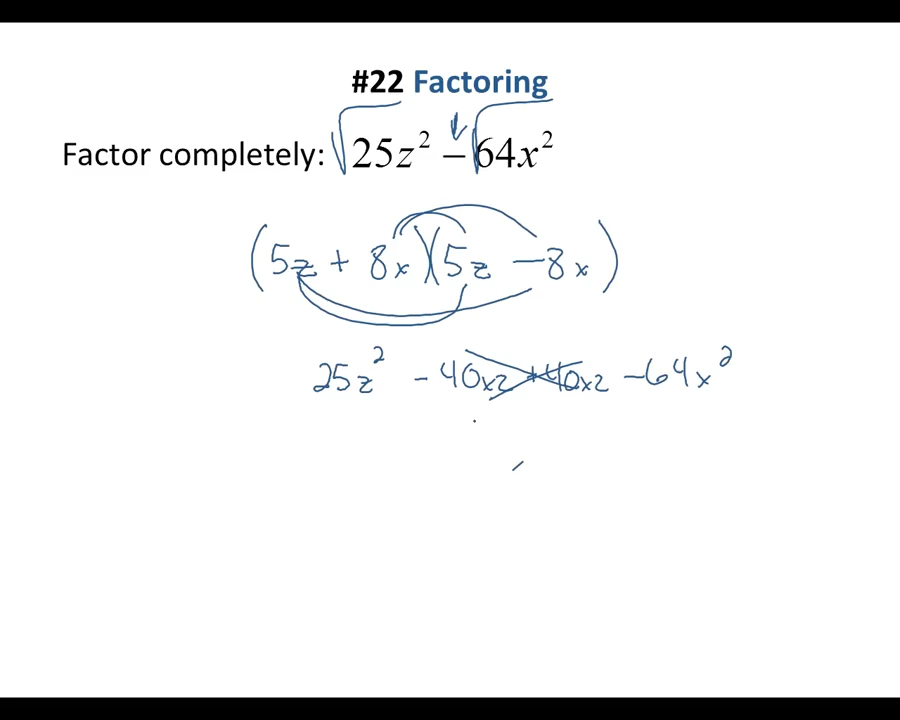 #22 Factoring
Factor completely: √25z² − √64x²
(5z + 8x)(5z − 8x)
25z² − 40xz + 40xz − 64x²